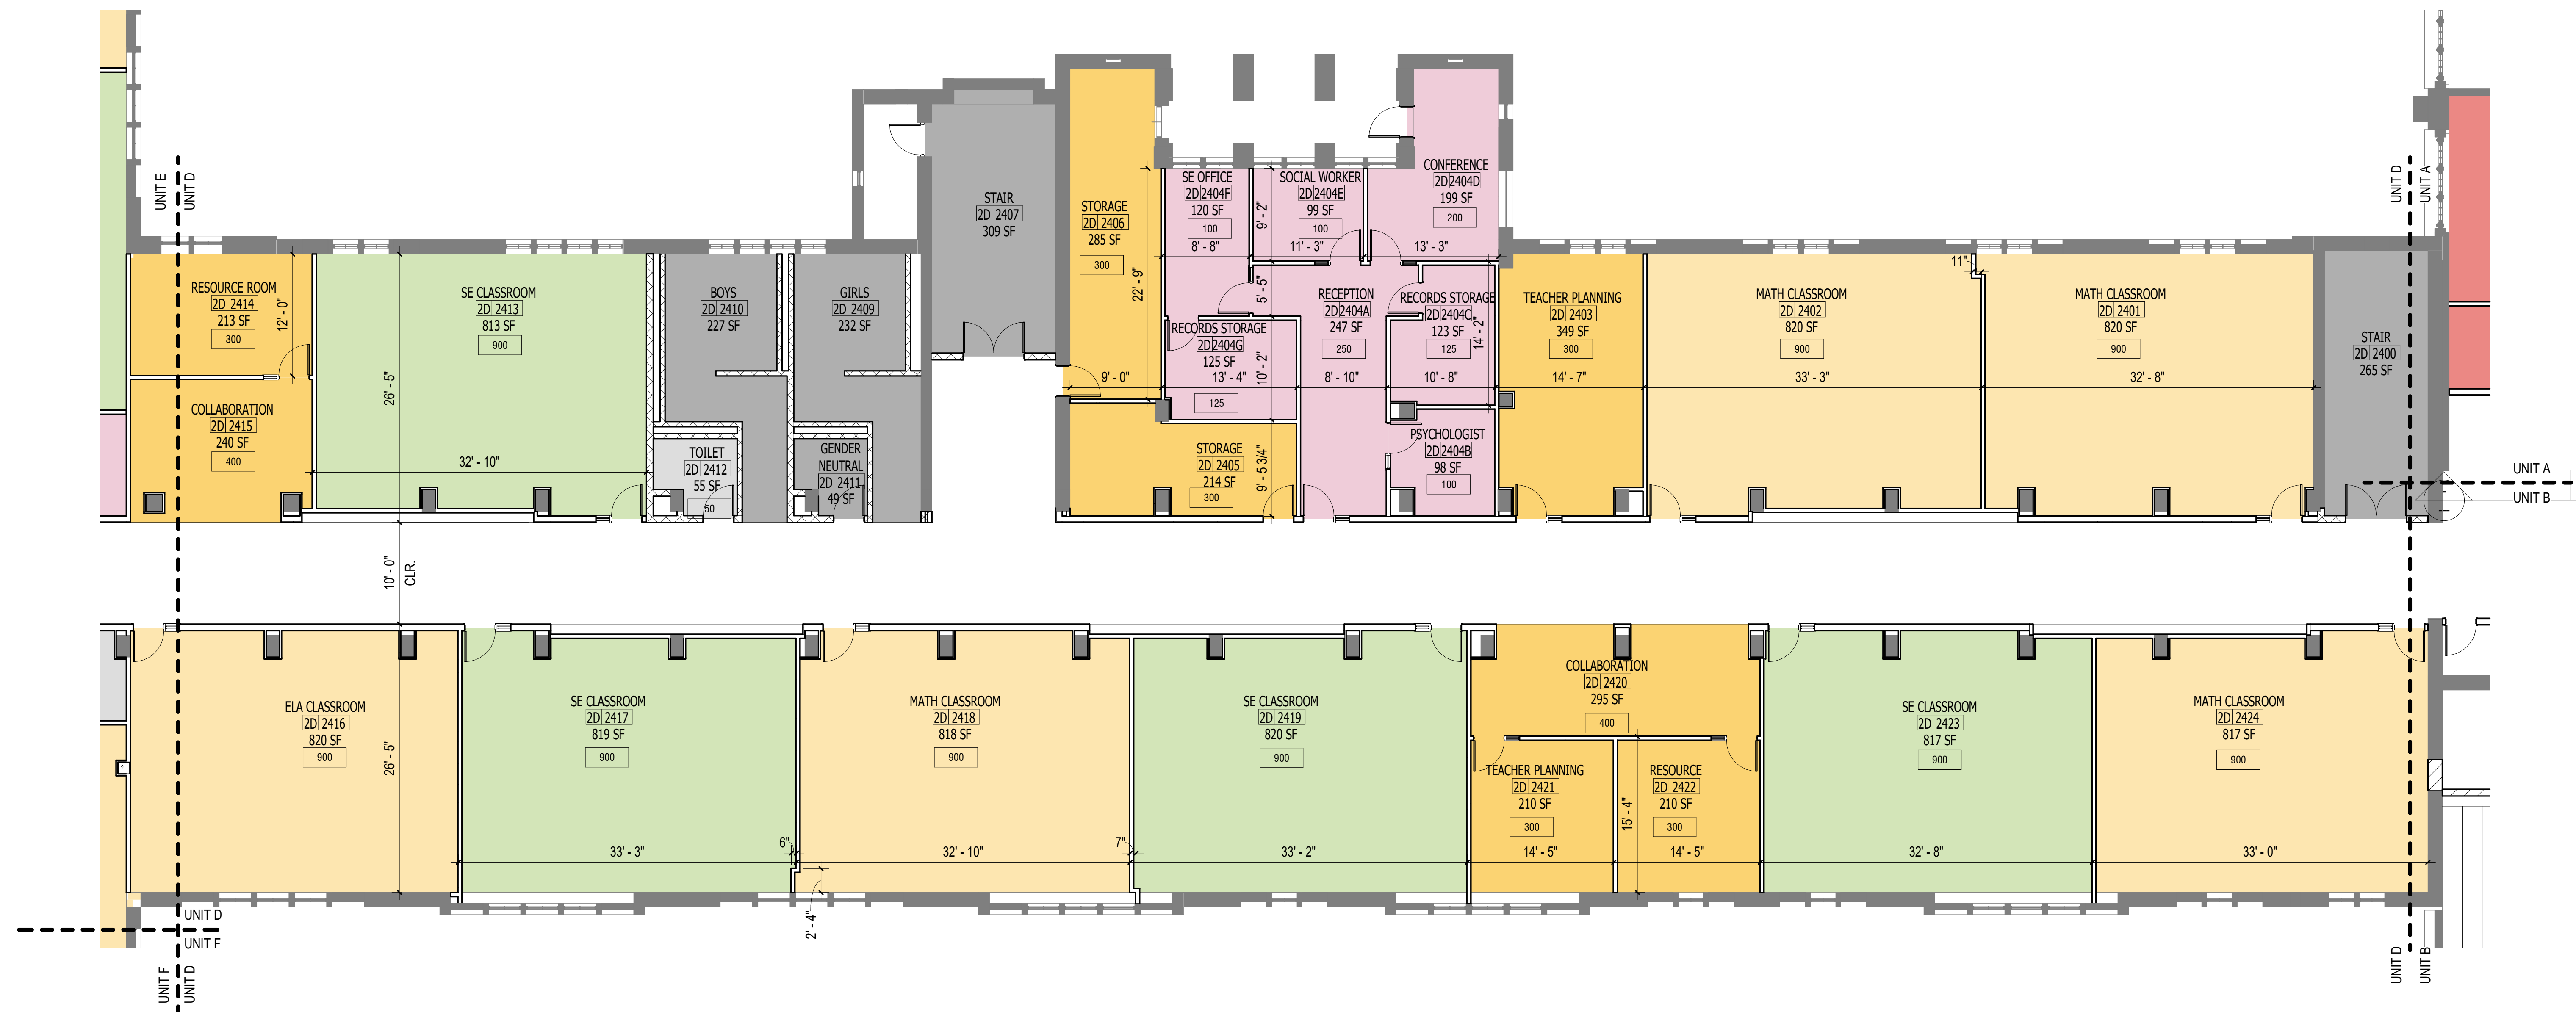 UNIT E
UNIT D
RESOURCE ROOM
2D 2414
213 SF
300
12' - 0"
COLLABORATION
2D 2415
240 SF
400
SE CLASSROOM
2D 2413
813 SF
900
26' - 5"
32' - 10"
BOYS
2D 2410
227 SF
TOILET
2D 2412
55 SF
50
GIRLS
2D 2409
232 SF
GENDER
NEUTRAL
2D 2411
49 SF
STAIR
2D 2407
309 SF
STORAGE
2D 2406
285 SF
300
22' - 9"
9' - 0"
STORAGE
2D 2405
214 SF
300
9' - 5 3/4"
SE OFFICE
2D 2404F
120 SF
100
8' - 8"
SOCIAL WORKER
2D 2404E
99 SF
100
9' - 2"
11' - 3"
CONFERENCE
2D 2404D
199 SF
200
13' - 3"
5' - 5"
RECORDS STORAGE
2D 2404G
125 SF
13' - 4"
125
10' - 2"
RECEPTION
2D 2404A
247 SF
250
8' - 10"
RECORDS STORAGE
2D 2404C
123 SF
125
14' - 2"
10' - 8"
PSYCHOLOGIST
2D 2404B
98 SF
100
TEACHER PLANNING
2D 2403
349 SF
300
14' - 7"
MATH CLASSROOM
2D 2402
820 SF
900
33' - 3"
11"
MATH CLASSROOM
2D 2401
820 SF
900
32' - 8"
STAIR
2D 2400
265 SF
UNIT D
UNIT A
UNIT A
UNIT B
10' - 0"
CLR.
ELA CLASSROOM
2D 2416
820 SF
900
26' - 5"
SE CLASSROOM
2D 2417
819 SF
900
33' - 3"
6"
2' - 4"
MATH CLASSROOM
2D 2418
818 SF
900
32' - 10"
7"
SE CLASSROOM
2D 2419
820 SF
900
33' - 2"
COLLABORATION
2D 2420
295 SF
400
TEACHER PLANNING
2D 2421
210 SF
300
14' - 5"
RESOURCE
2D 2422
210 SF
300
15' - 4"
14' - 5"
SE CLASSROOM
2D 2423
817 SF
900
32' - 8"
MATH CLASSROOM
2D 2424
817 SF
900
33' - 0"
UNIT D
UNIT F
UNIT F
UNIT D
UNIT D
UNIT B